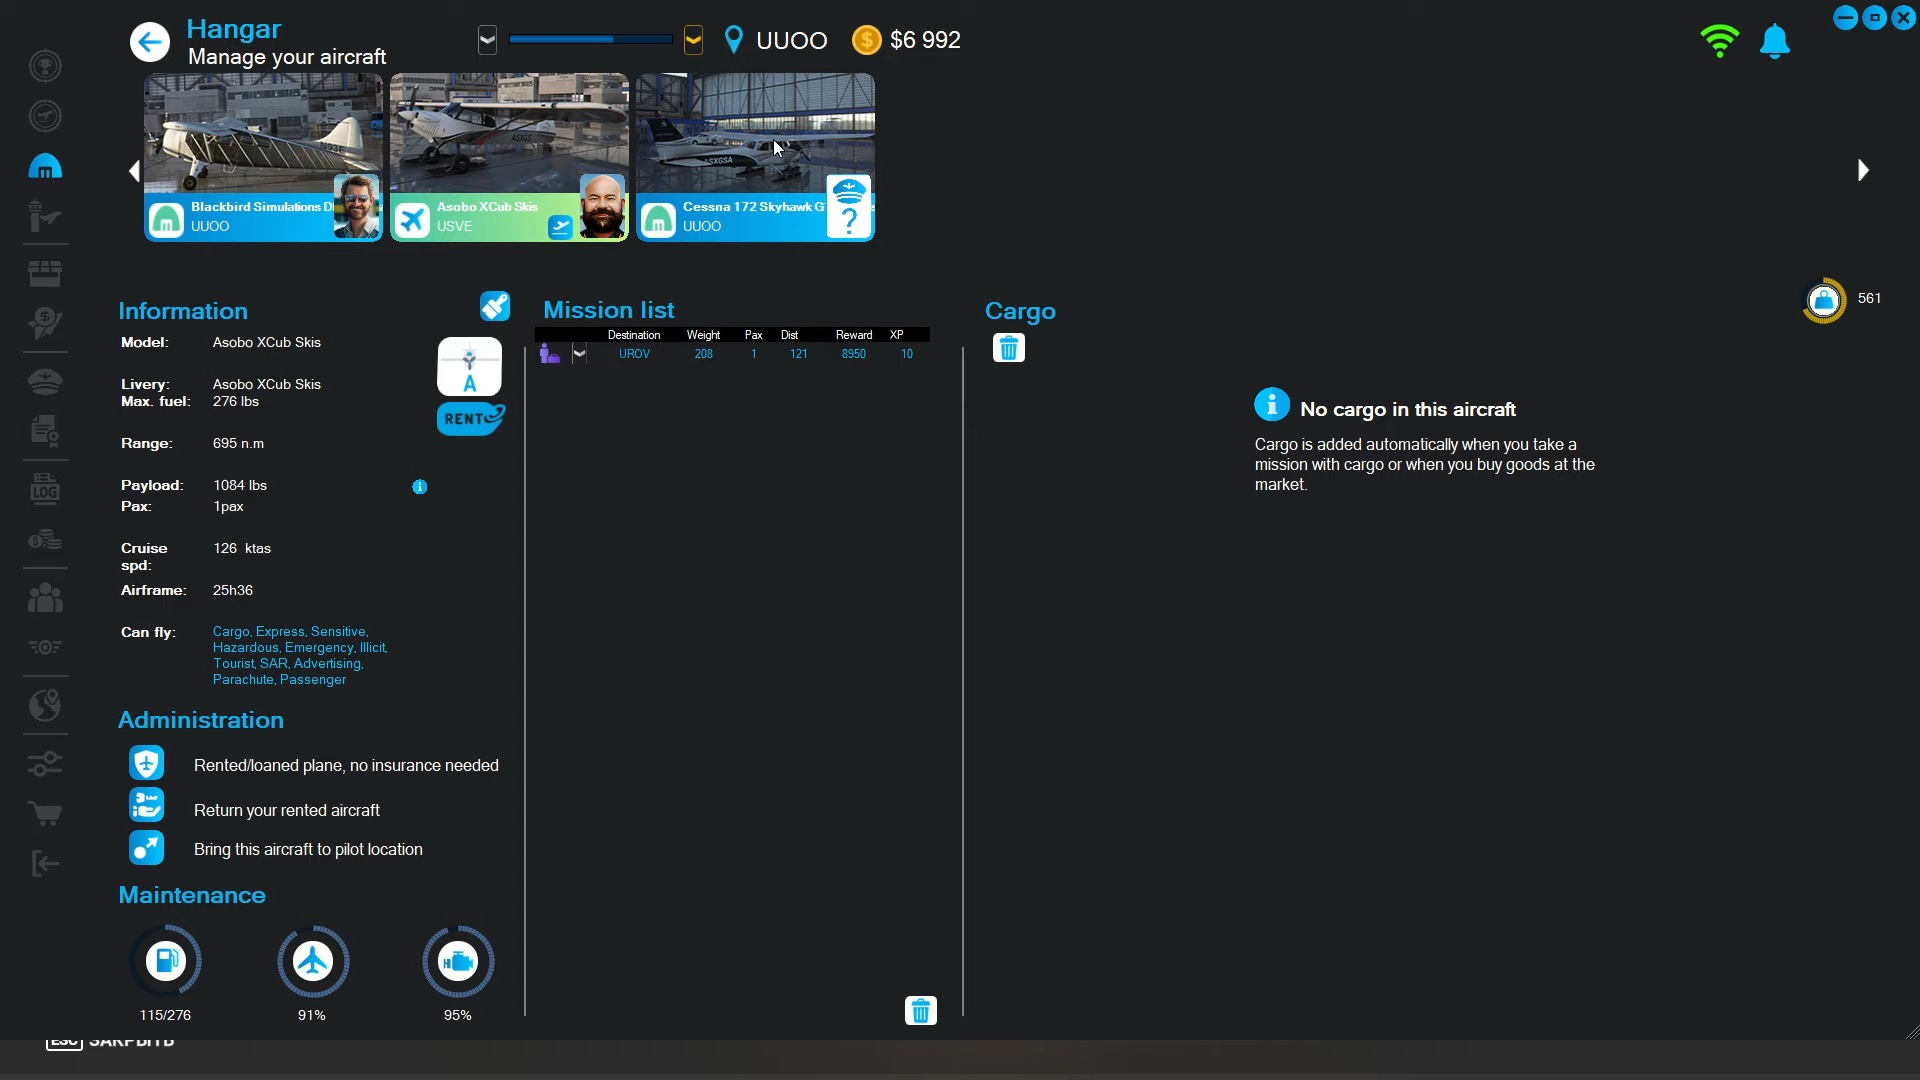 Hangar
Manage your aircraft
UUOO
$6 992
N93E
ASXGS
ASXGSA
Blackbird Simulations D
UUOO
Asobo XCub Skis
USVE
Cessna 172 Skyhawk G
UUOO
?
Information
Model: Asobo XCub Skis
Livery: Asobo XCub Skis
Max. fuel: 276 lbs
A
RENT
Range: 695 n.m
Payload: 1084 lbs
Pax: 1pax
Cruise spd: 126 ktas
Airframe: 25h36
Can fly: Cargo, Express, Sensitive,
Hazardous, Emergency, Illicit,
Tourist, SAR, Advertising,
Parachute, Passenger
Administration
Rented/loaned plane, no insurance needed
Return your rented aircraft
Bring this aircraft to pilot location
Maintenance
115/276
91%
95%
Mission list
Destination Weight Pax Dist Reward XP
UROV 208 1 121 8950 10
Cargo
561
No cargo in this aircraft
Cargo is added automatically when you take a
mission with cargo or when you buy goods at the
market.
LOG
ESC ЗАКРЫТЬ